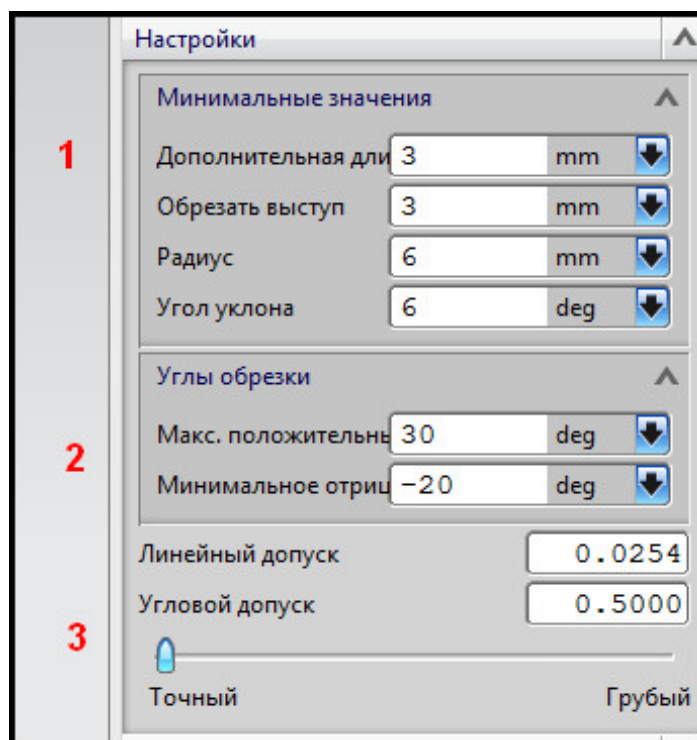 Настройки
Минимальные значения
1
Дополнительная дли 3 mm
Обрезать выступ 3 mm
Радиус 6 mm
Угол уклона 6 deg
Углы обрезки
Макс. положительнь 30 deg
2
Минимальное отриц -20 deg
Линейный допуск 0.0254
Угловой допуск 0.5000
3
Точный Грубый